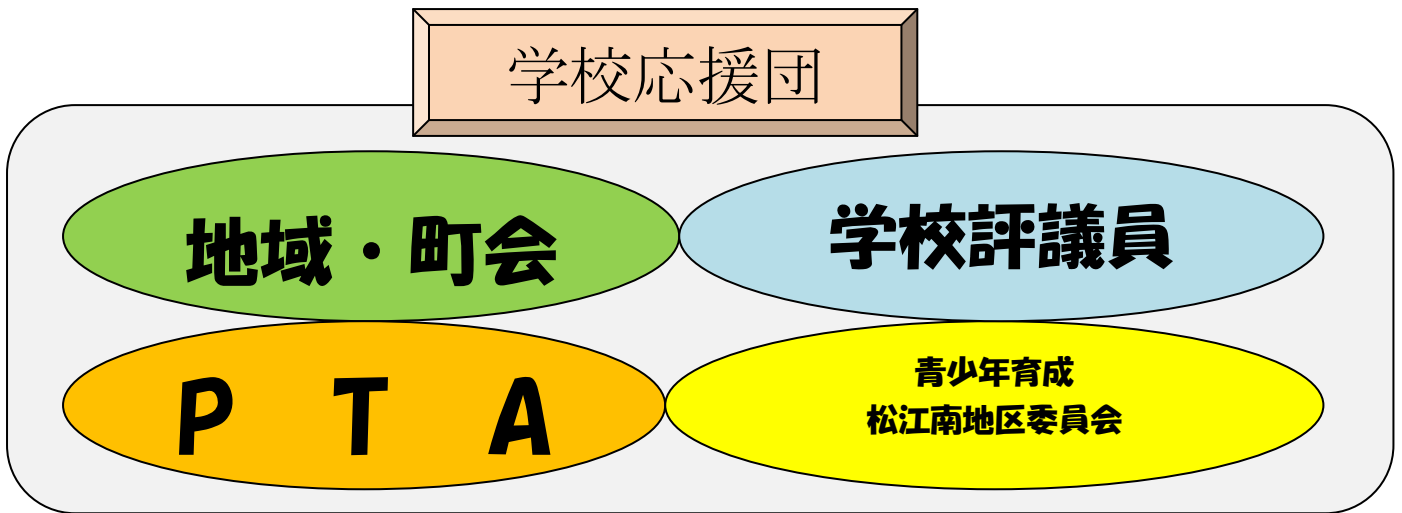 学校応援団
地域・町会
学校評議員
P T A
青少年育成
松江南地区委員会